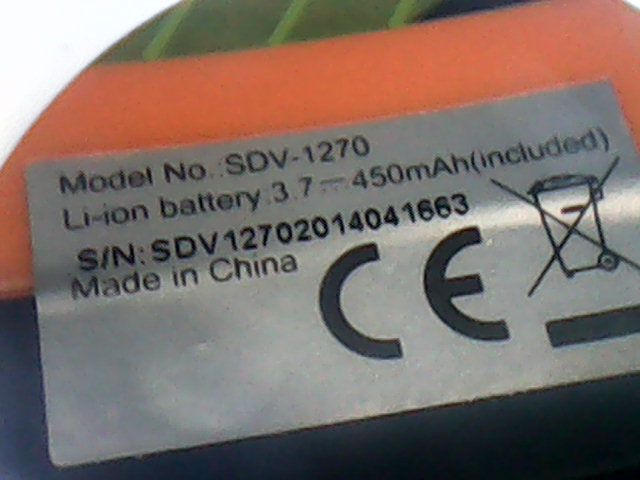 Model No.:SDV-1270
Li-ion battery:3.7⎓450mAh(included)
S/N:SDV12702014041663
Made in China
CE